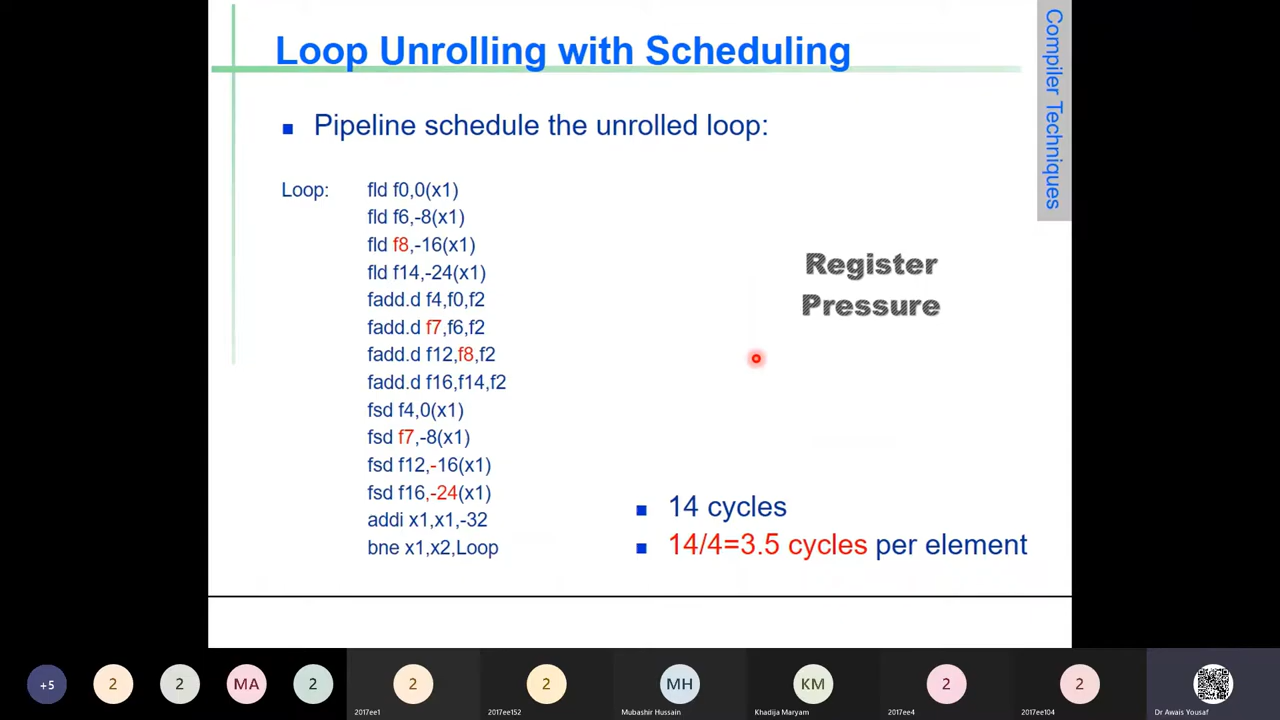 Loop Unrolling with Scheduling
Compiler Techniques
Pipeline schedule the unrolled loop:
Loop: fld f0,0(x1)
fld f6,-8(x1)
fld f8,-16(x1)
fld f14,-24(x1)
fadd.d f4,f0,f2
fadd.d f7,f6,f2
fadd.d f12,f8,f2
fadd.d f16,f14,f2
fsd f4,0(x1)
fsd f7,-8(x1)
fsd f12,-16(x1)
fsd f16,-24(x1)
addi x1,x1,-32
bne x1,x2,Loop
Register
Pressure
14 cycles
14/4=3.5 cycles per element
+5
2
2
MA
2
2
2017ee1
2
2017ee152
MH
Mubashir Hussain
KM
Khadija Maryam
2
2017ee4
2
2017ee104
Dr Awais Yousaf